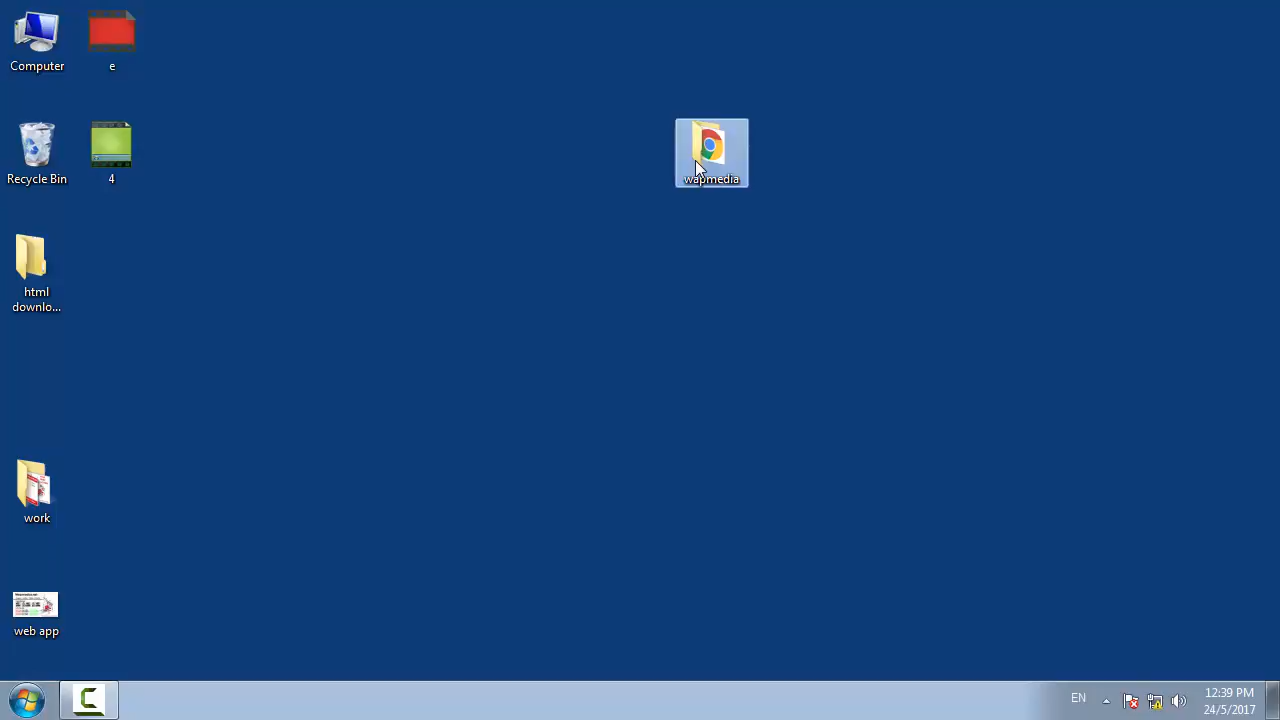 Computer
e
Recycle Bin
4
wapmedia
html
downlo...
work
web app
EN
12:39 PM
24/5/2017